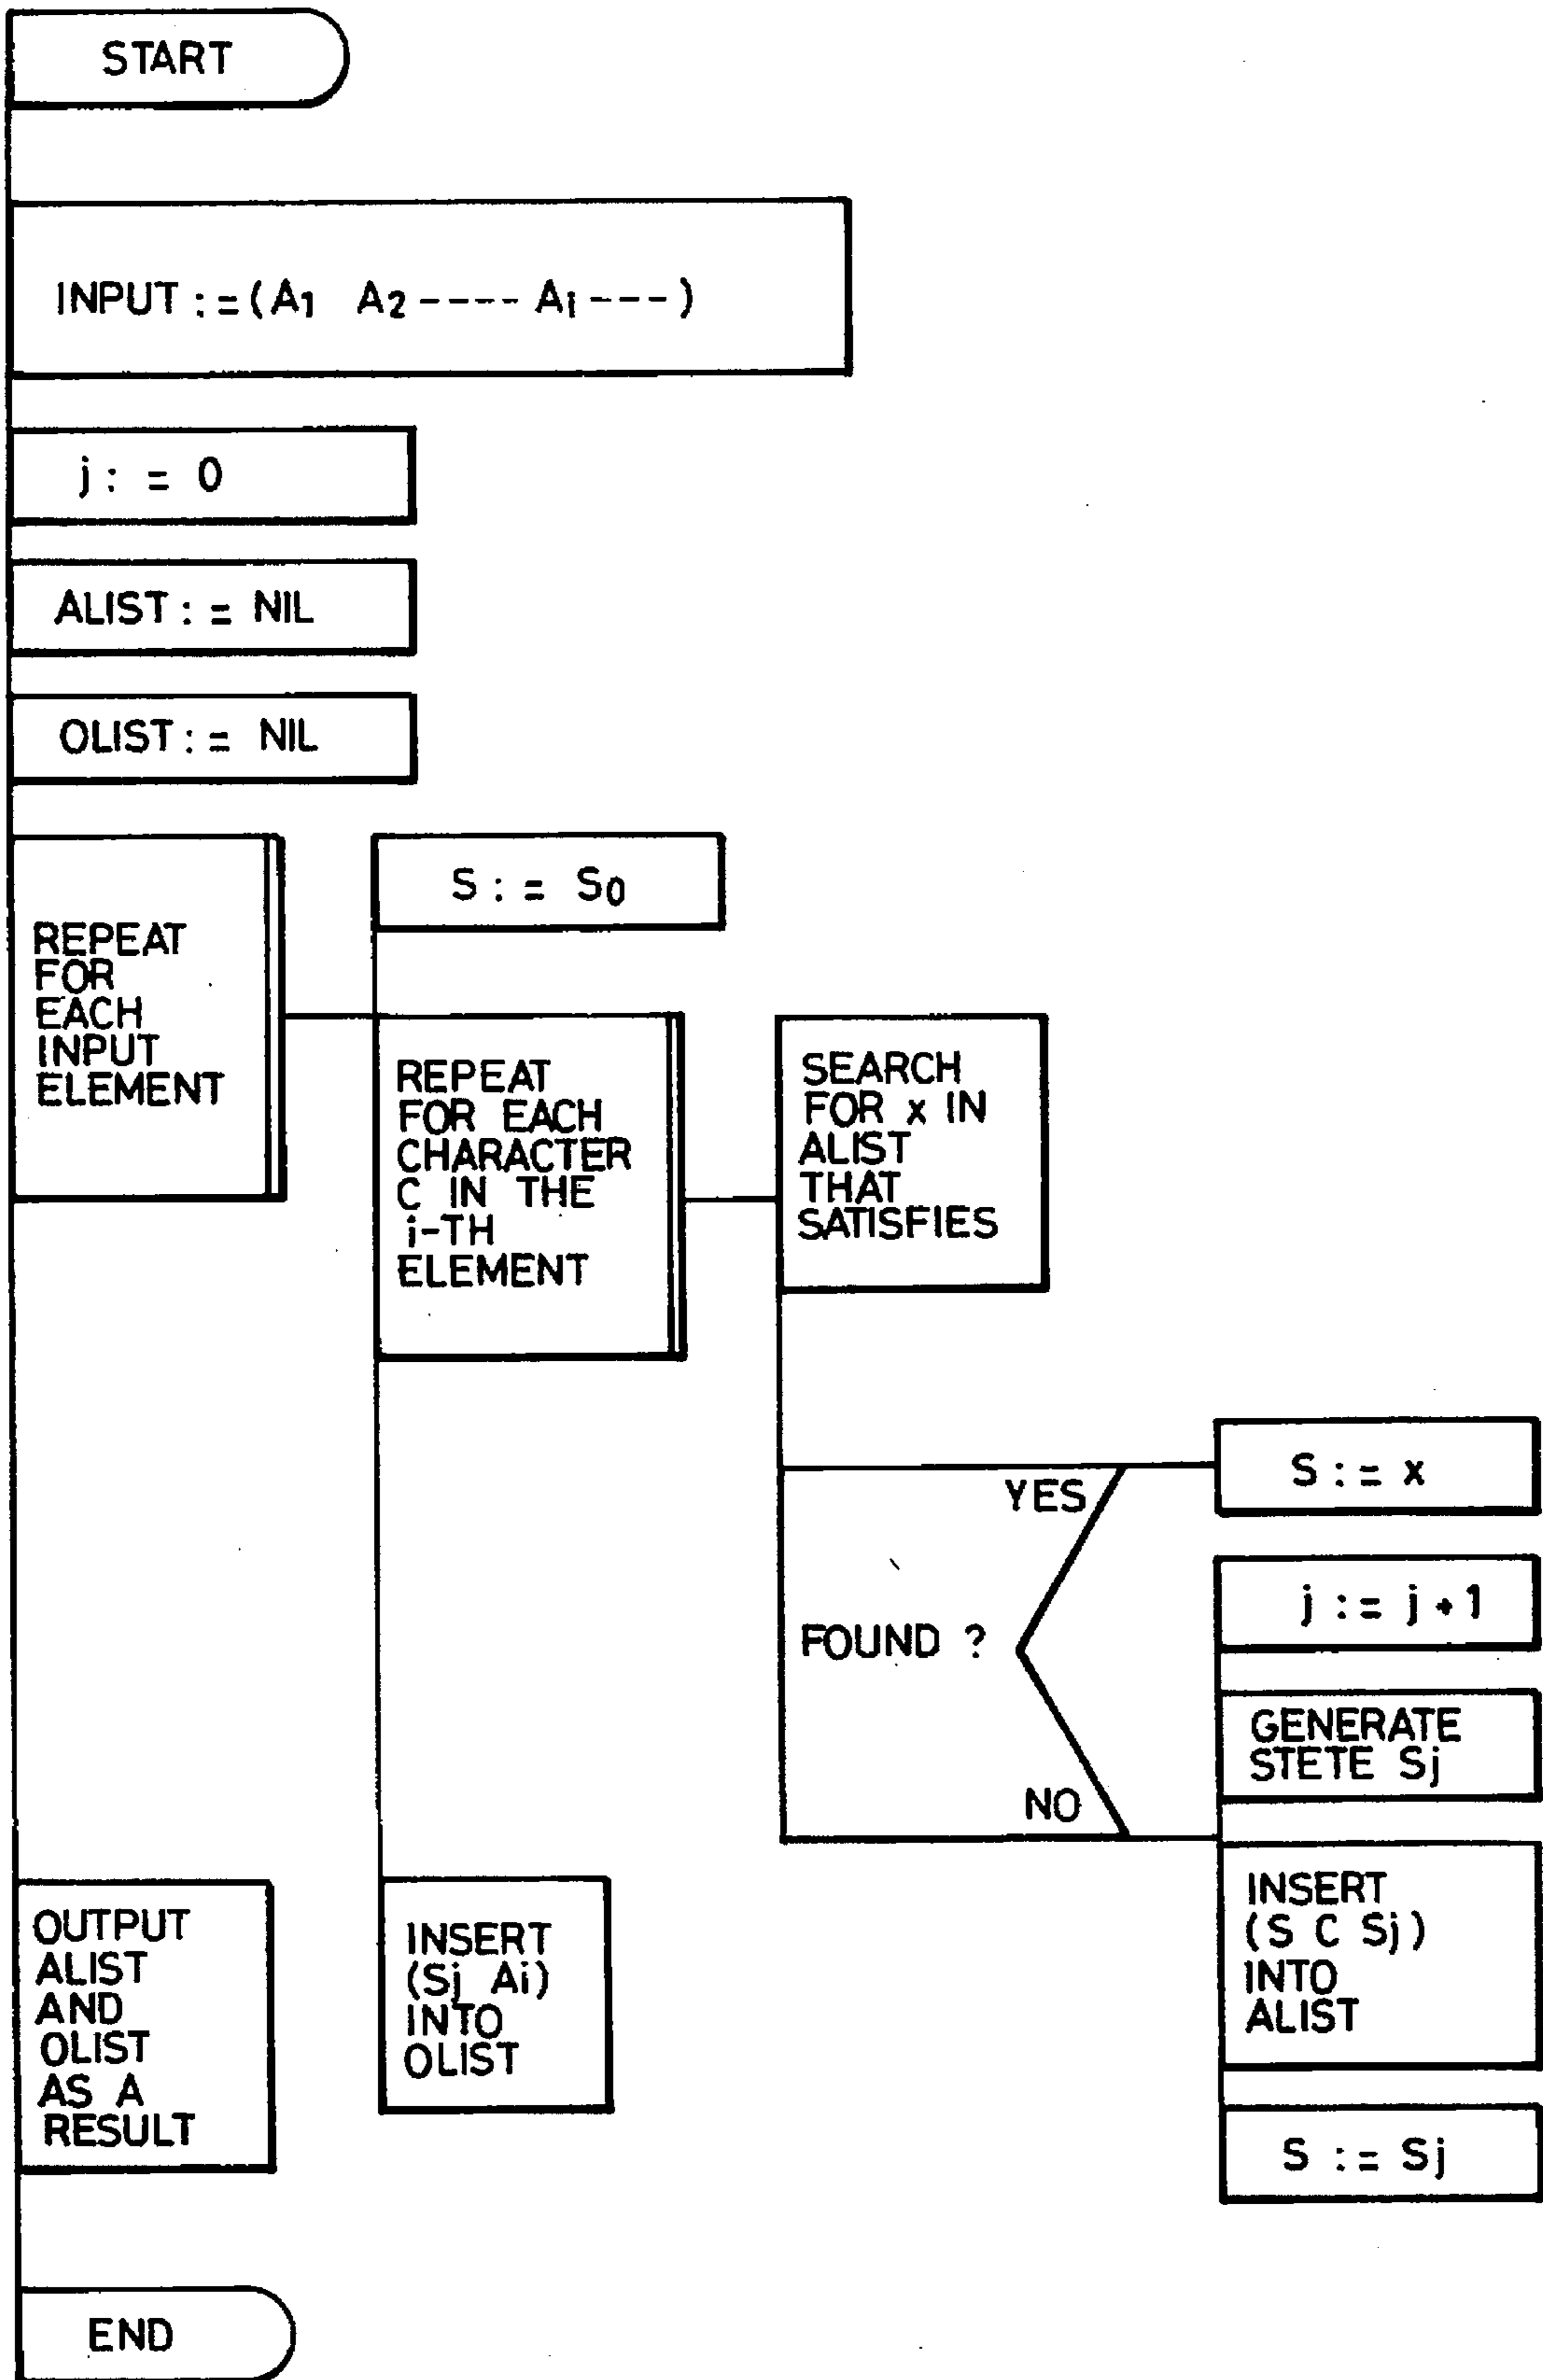 START
INPUT := (A1 A2 ---- Ai ---)
j : = 0
ALIST : = NIL
OLIST : = NIL
REPEAT
FOR
EACH
INPUT
ELEMENT
S : = S0
REPEAT
FOR EACH
CHARACTER
C IN THE
i-TH
ELEMENT
SEARCH
FOR x IN
ALIST
THAT
SATISFIES
FOUND ?
YES
S : = x
NO
j : = j + 1
GENERATE
STETE Sj
INSERT
(S C Sj)
INTO
ALIST
S : = Sj
INSERT
(Sj Ai)
INTO
OLIST
OUTPUT
ALIST
AND
OLIST
AS A
RESULT
END